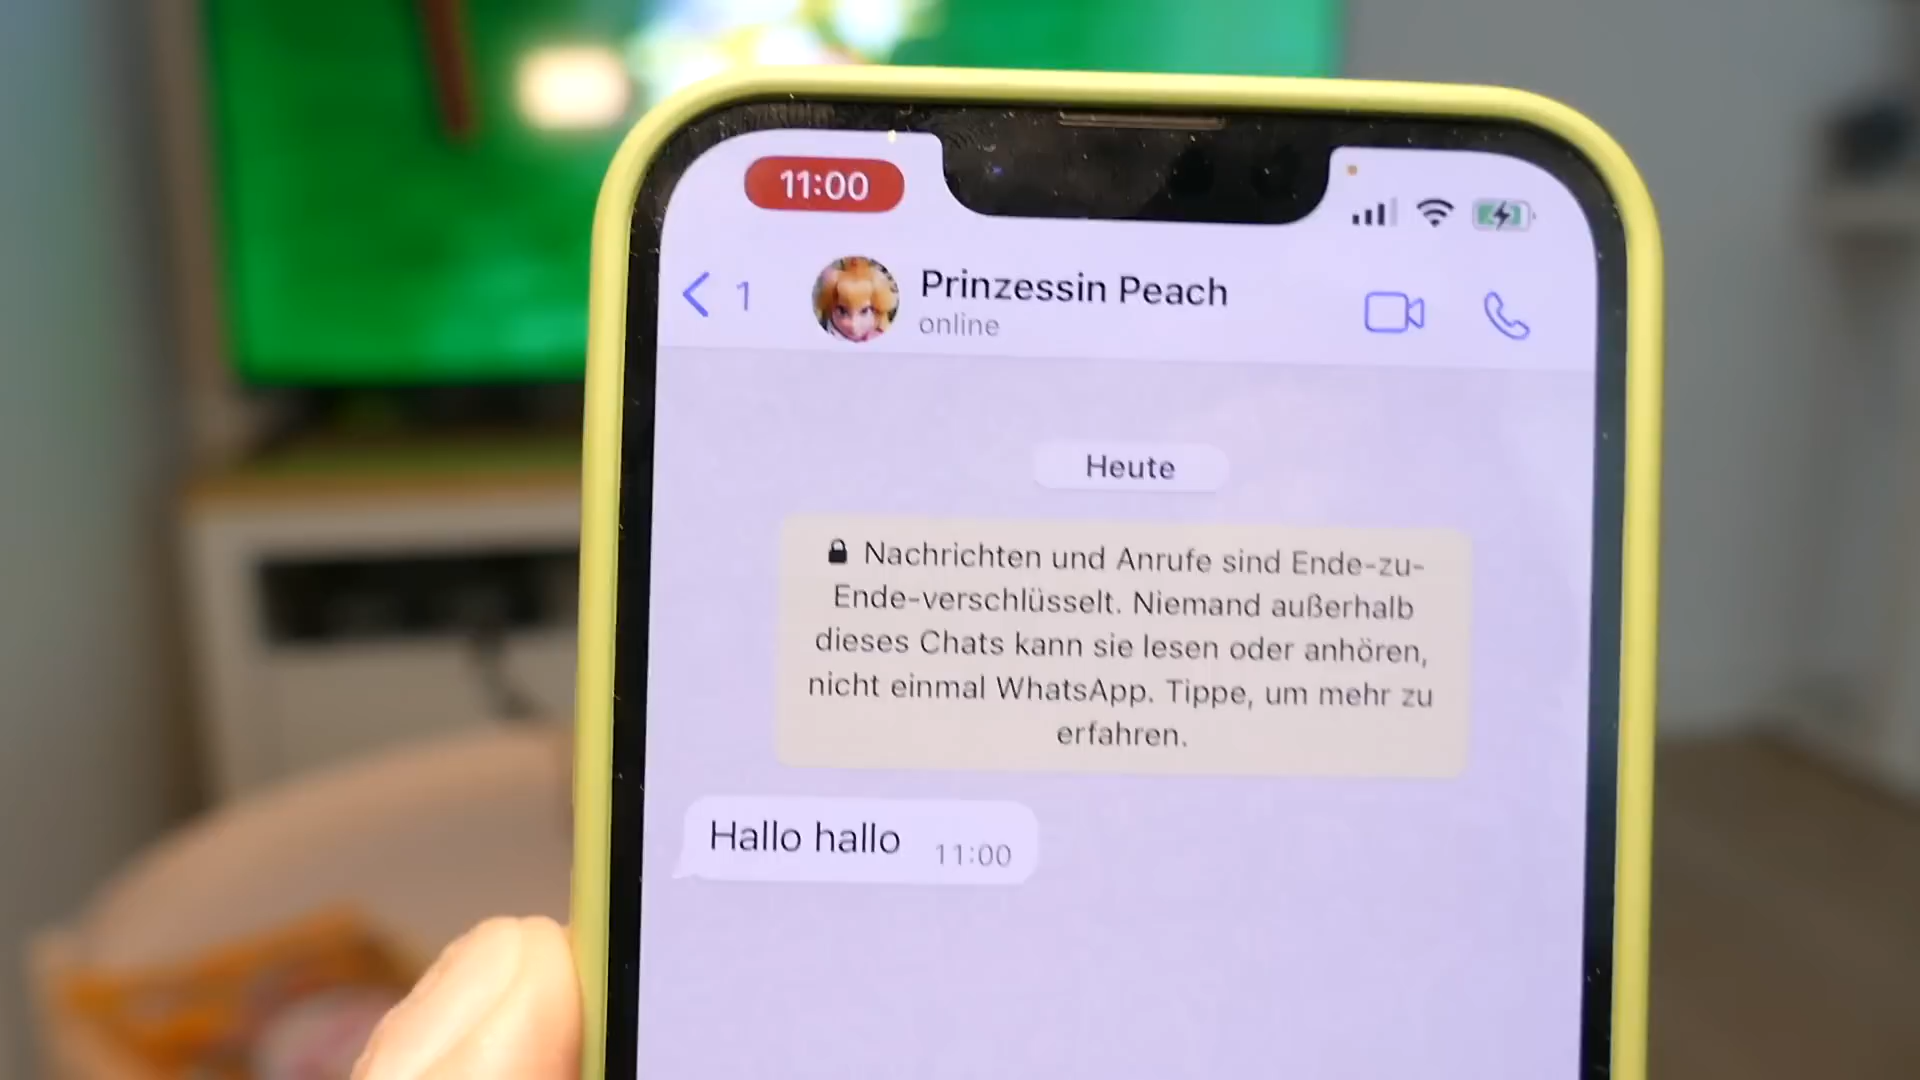 11:00
1
Prinzessin Peach
online
Heute
Nachrichten und Anrufe sind Ende-zu-
Ende-verschlüsselt. Niemand außerhalb
dieses Chats kann sie lesen oder anhören,
nicht einmal WhatsApp. Tippe, um mehr zu
erfahren.
Hallo hallo 11:00